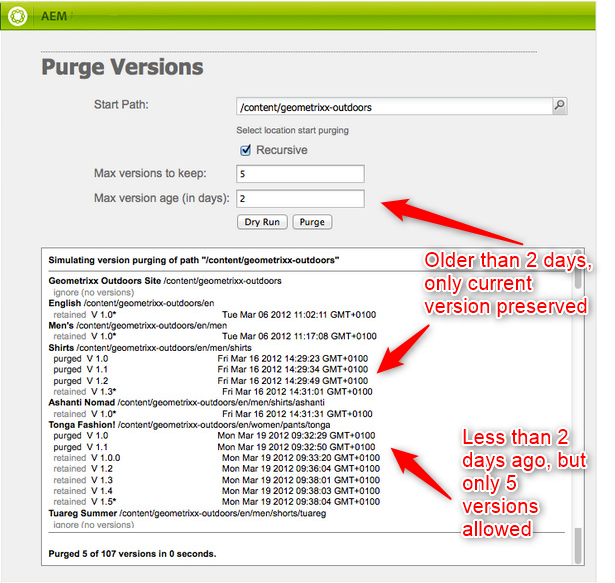 AEM
Purge Versions
Start Path:
/content/geometrixx-outdoors
Select location start purging
Recursive
Max versions to keep:
5
Max version age (in days):
2
Dry Run
Purge
Older than 2 days,
only current
version preserved
Simulating version purging of path "/content/geometrixx-outdoors"
Geometrixx Outdoors Site /content/geometrixx-outdoors
ignore (no versions)
English /content/geometrixx-outdoors/en
retained V 1.0* Tue Mar 06 2012 11:02:11 GMT+0100
Men's /content/geometrixx-outdoors/en/men
retained V 1.0* Tue Mar 06 2012 11:17:08 GMT+0100
Shirts /content/geometrixx-outdoors/en/men/shirts
purged V 1.0 Fri Mar 16 2012 14:29:23 GMT+0100
purged V 1.1 Fri Mar 16 2012 14:29:34 GMT+0100
purged V 1.2 Fri Mar 16 2012 14:29:49 GMT+0100
retained V 1.3* Fri Mar 16 2012 14:31:01 GMT+0100
Ashanti Nomad /content/geometrixx-outdoors/en/men/shirts/ashanti
retained V 1.0* Fri Mar 16 2012 14:31:31 GMT+0100
Tonga Fashion! /content/geometrixx-outdoors/en/women/pants/tonga
purged V 1.0 Mon Mar 19 2012 09:32:29 GMT+0100
purged V 1.1 Mon Mar 19 2012 09:32:50 GMT+0100
retained V 1.0.0 Mon Mar 19 2012 09:33:20 GMT+0100
retained V 1.2 Mon Mar 19 2012 09:36:04 GMT+0100
retained V 1.3 Mon Mar 19 2012 09:38:01 GMT+0100
retained V 1.4 Mon Mar 19 2012 09:38:03 GMT+0100
retained V 1.5* Mon Mar 19 2012 09:38:04 GMT+0100
Tuareg Summer /content/geometrixx-outdoors/en/men/shorts/tuareg
ignore (no versions)
Less than 2
days ago, but
only 5
versions
allowed
Purged 5 of 107 versions in 0 seconds.